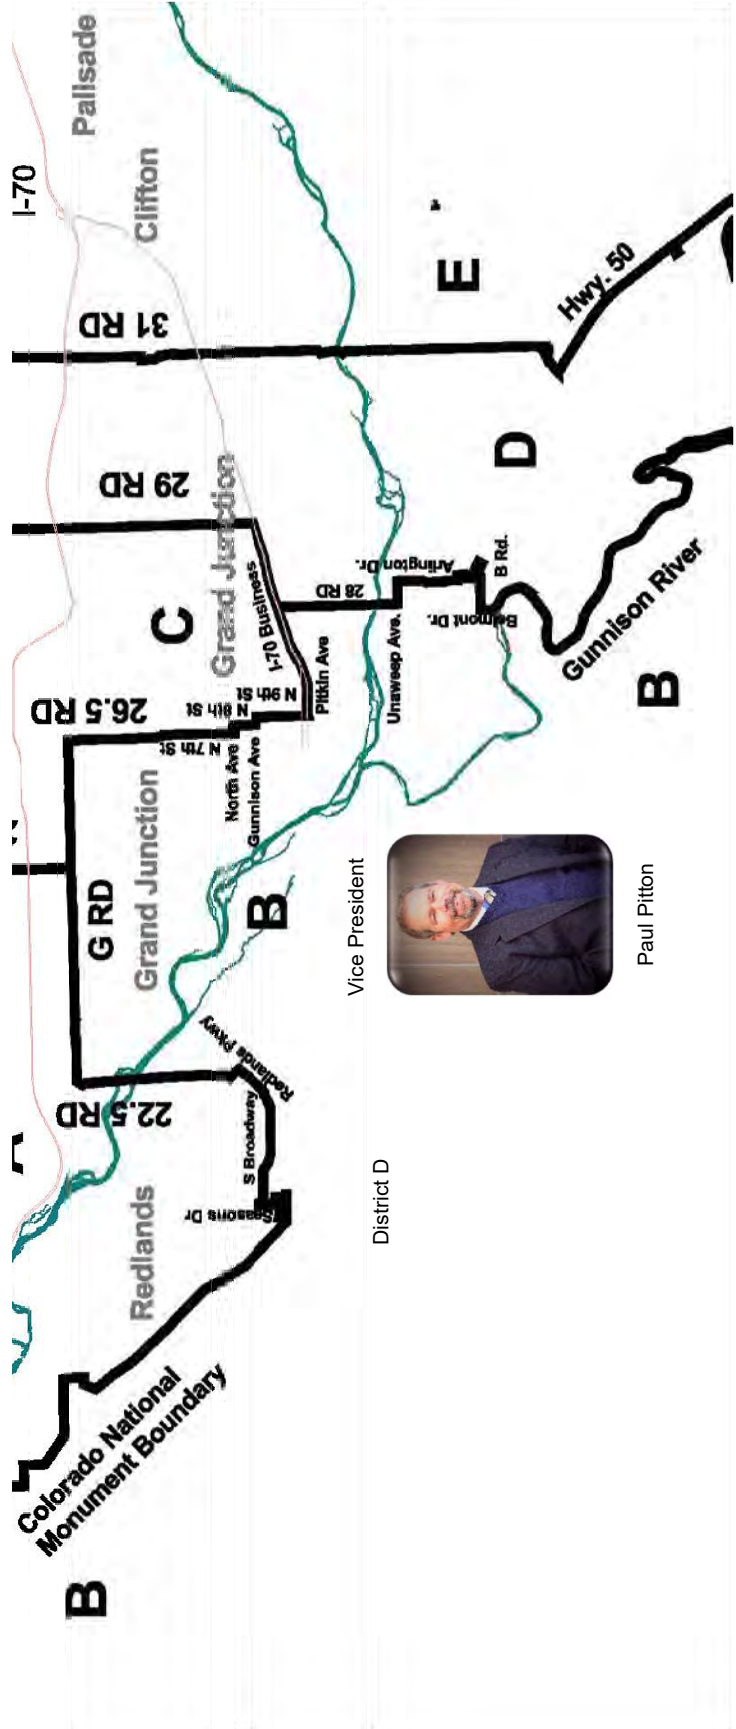 A
I-70
Palisade
Clifton
31 RD
29 RD
Grand Junction
C
26.5 RD
G RD
Grand Junction
22.5 RD
Redlands
Colorado National
Monument Boundary
B
N 7th St
N 8th St
N 9th St
North Ave
Gunnison Ave
I-70 Business
Pitkin Ave
28 RD
Unaweep Ave.
Arlington Dr.
B Rd.
Belmont Dr.
Redlands Pkwy
S Broadway
Seasons Dr
B
E
Hwy. 50
D
Gunnison River
B
District D
Vice President
Paul Pitton